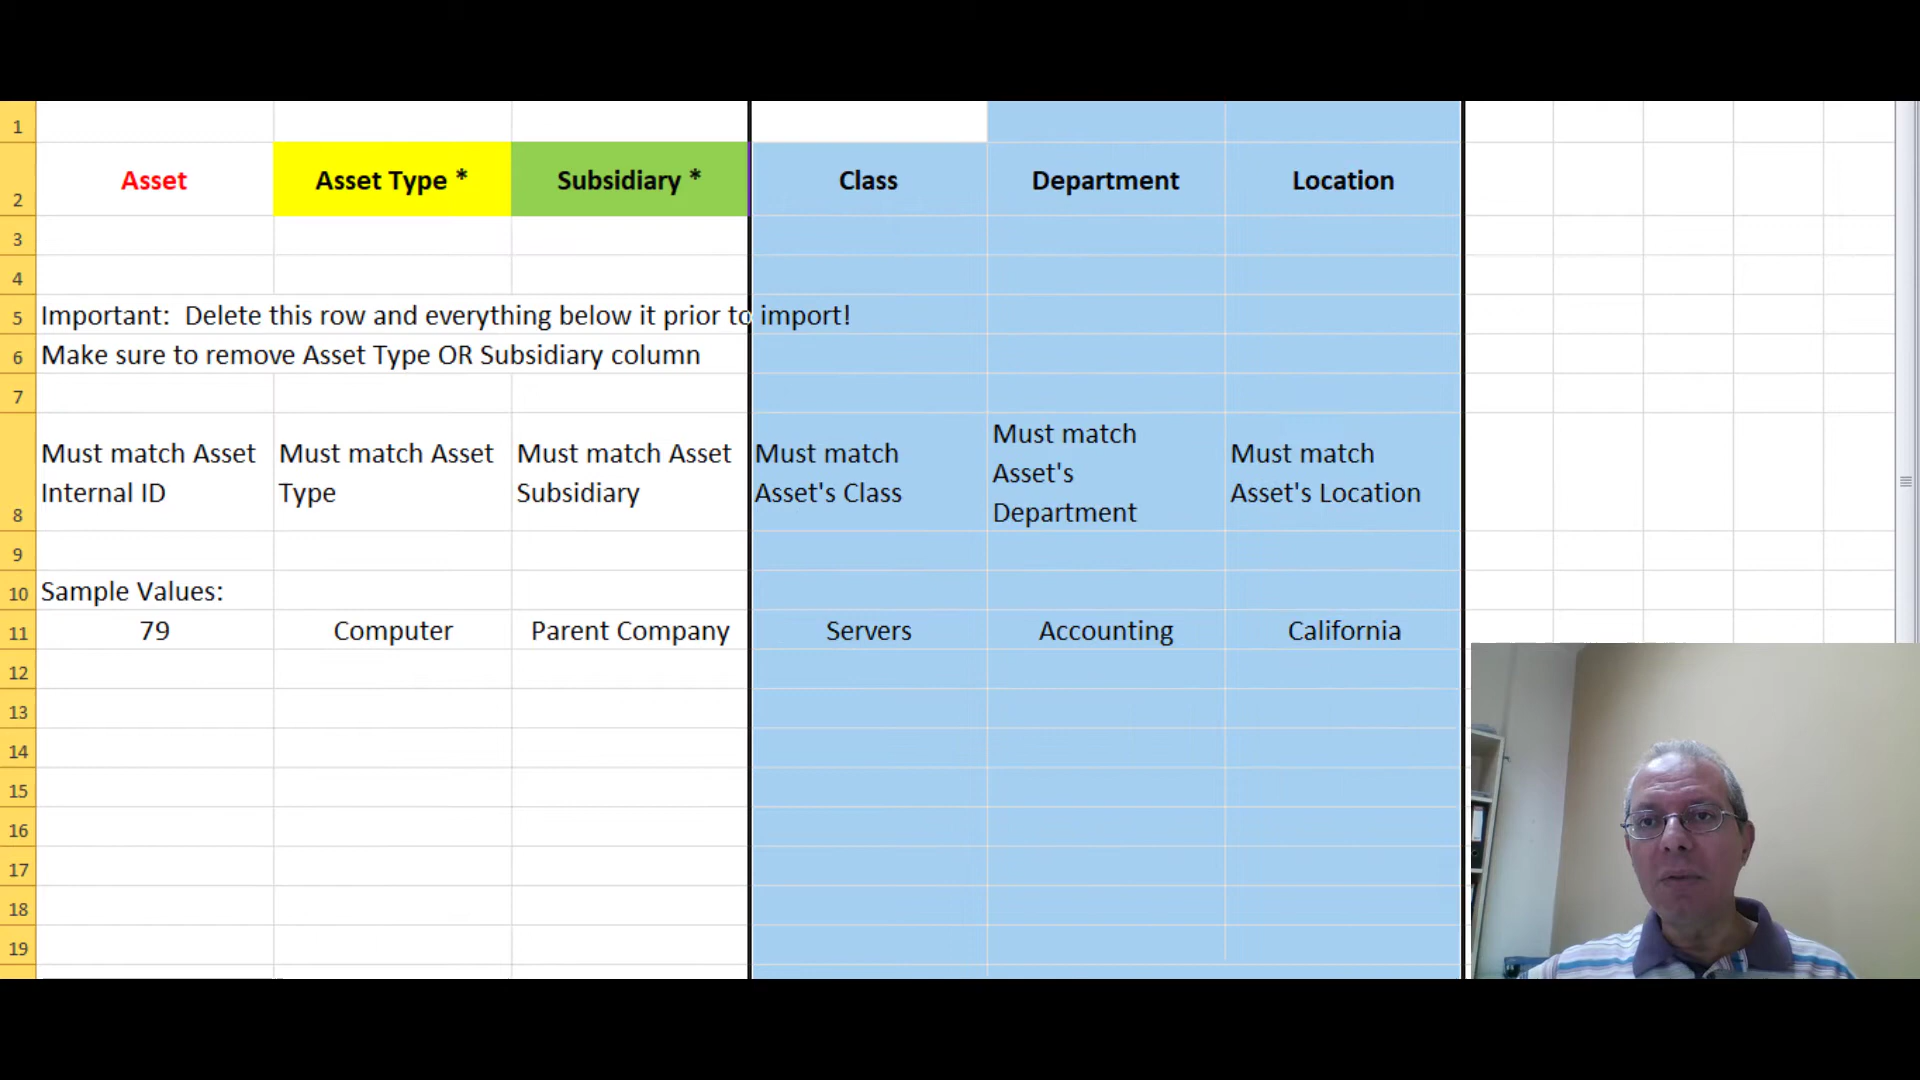 1
2 Asset Asset Type * Subsidiary * Class Department Location
3
4
5 Important: Delete this row and everything below it prior to import!
6 Make sure to remove Asset Type OR Subsidiary column
7
Must match Asset Internal ID
Must match Asset Type
Must match Asset Subsidiary
Must match Asset's Class
Must match Asset's Department
Must match Asset's Location
8
9
10 Sample Values:
11 79 Computer Parent Company Servers Accounting California
12
13
14
15
16
17
18
19